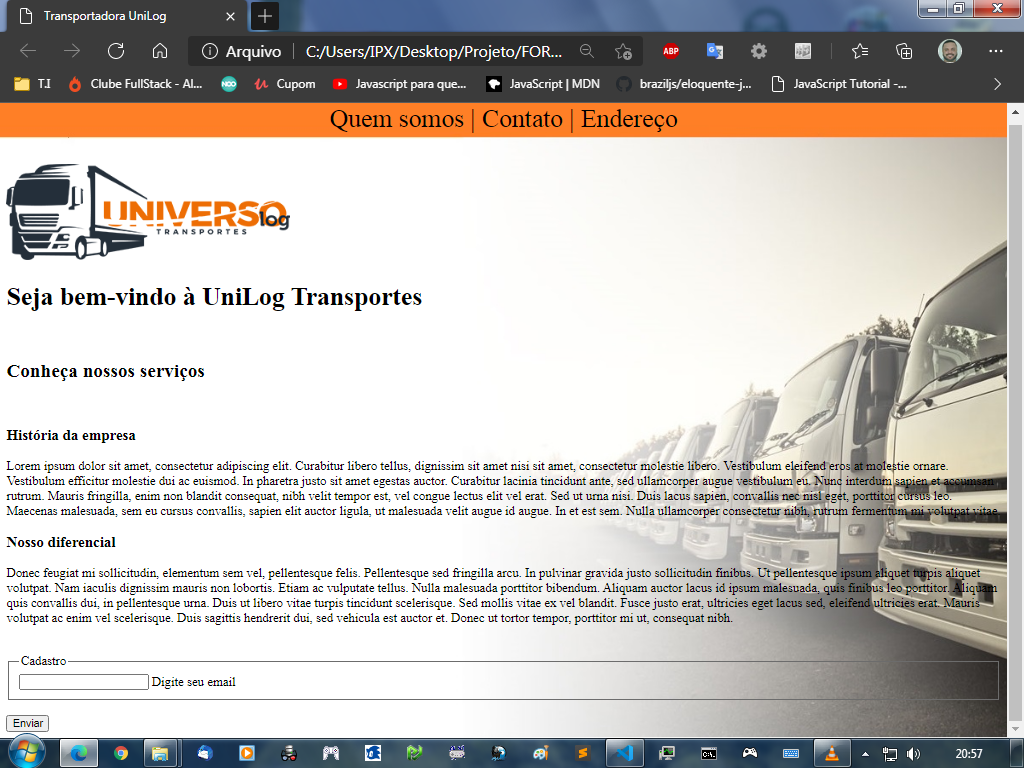 Transportadora UniLog
Arquivo | C:/Users/IPX/Desktop/Projeto/FOR...
ABP
T.I
Clube FullStack - Al...
Cupom
Javascript para que...
JavaScript | MDN
braziljs/eloquente-j...
JavaScript Tutorial -...
Quem somos | Contato | Endereço
UNIVERSO
log
TRANSPORTES
Seja bem-vindo à UniLog Transportes
Conheça nossos serviços
História da empresa
Lorem ipsum dolor sit amet, consectetur adipiscing elit. Curabitur libero tellus, dignissim sit amet nisi sit amet, consectetur molestie libero. Vestibulum eleifend eros at molestie ornare.
Vestibulum efficitur molestie dui ac euismod. In pharetra justo sit amet egestas auctor. Curabitur lacinia tincidunt ante, sed ullamcorper augue vestibulum eu. Nunc interdum sapien et accumsan
rutrum. Mauris fringilla, enim non blandit consequat, nibh velit tempor est, vel congue lectus elit vel erat. Sed ut urna nisi. Duis lacus sapien, convallis nec nisl eget, porttitor cursus leo.
Maecenas malesuada, sem eu cursus convallis, sapien elit auctor ligula, ut malesuada velit augue id augue. In et est sem. Nulla ullamcorper consectetur nibh, rutrum fermentum mi volutpat vitae
Nosso diferencial
Donec feugiat mi sollicitudin, elementum sem vel, pellentesque felis. Pellentesque sed fringilla arcu. In pulvinar gravida justo sollicitudin finibus. Ut pellentesque ipsum aliquet turpis aliquet
volutpat. Nam iaculis dignissim mauris non lobortis. Etiam ac vulputate tellus. Nulla malesuada porttitor bibendum. Aliquam auctor lacus id ipsum malesuada, quis finibus leo porttitor. Aliquam
quis convallis dui, in pellentesque urna. Duis ut libero vitae turpis tincidunt scelerisque. Sed mollis vitae ex vel blandit. Fusce justo erat, ultricies eget lacus sed, eleifend ultricies erat. Mauris
volutpat ac enim vel scelerisque. Duis sagittis hendrerit dui, sed vehicula est auctor et. Donec ut tortor tempor, porttitor mi ut, consequat nibh.
Cadastro
Digite seu email
Enviar
20:57